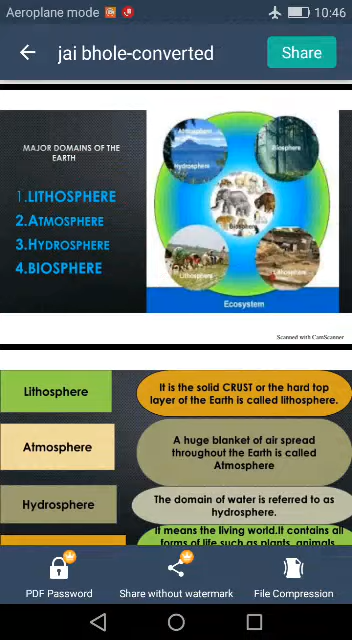 Aeroplane mode 10:46
jai bhole-converted Share
MAJOR DOMAINS OF THE
EARTH
1.LITHOSPHERE
2.ATMOSPHERE
3.HYDROSPHERE
4.BIOSPHERE
Atmosphere
Hydrosphere
Biosphere
Lithosphere
Lithosphere
Ecosystem
Scanned with CamScanner
Lithosphere
It is the solid CRUST or the hard top
layer of the Earth is called lithosphere.
Atmosphere
A huge blanket of air spread
throughout the Earth is called
Atmosphere
Hydrosphere
The domain of water is referred to as
hydrosphere.
It means the living world.It contains all
forms of life such as plants, animals
PDF Password
Share without watermark
File Compression